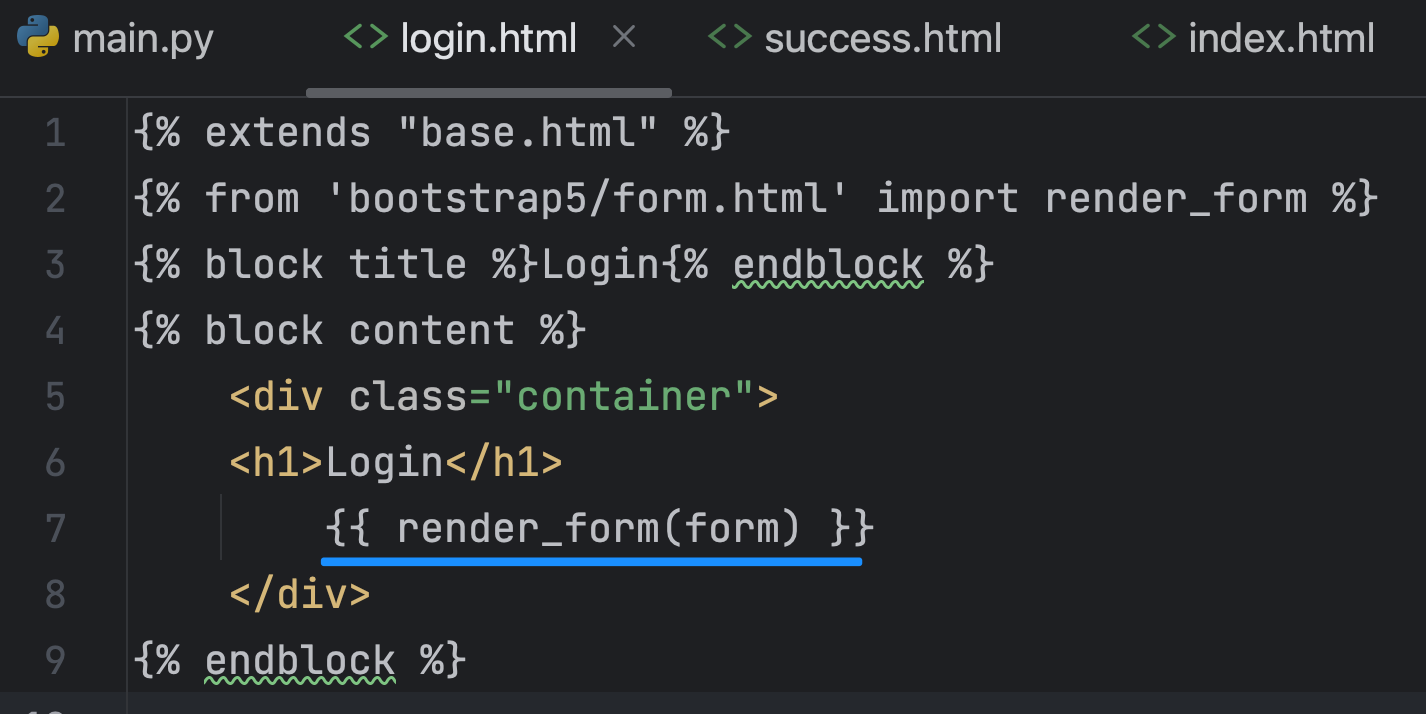 main.py <> login.html × <> success.html <> index.html
1 {% extends "base.html" %}
2 {% from 'bootstrap5/form.html' import render_form %}
3 {% block title %}Login{% endblock %}
4 {% block content %}
5     <div class="container">
6     <h1>Login</h1>
7         {{ render_form(form) }}
8     </div>
9 {% endblock %}
10